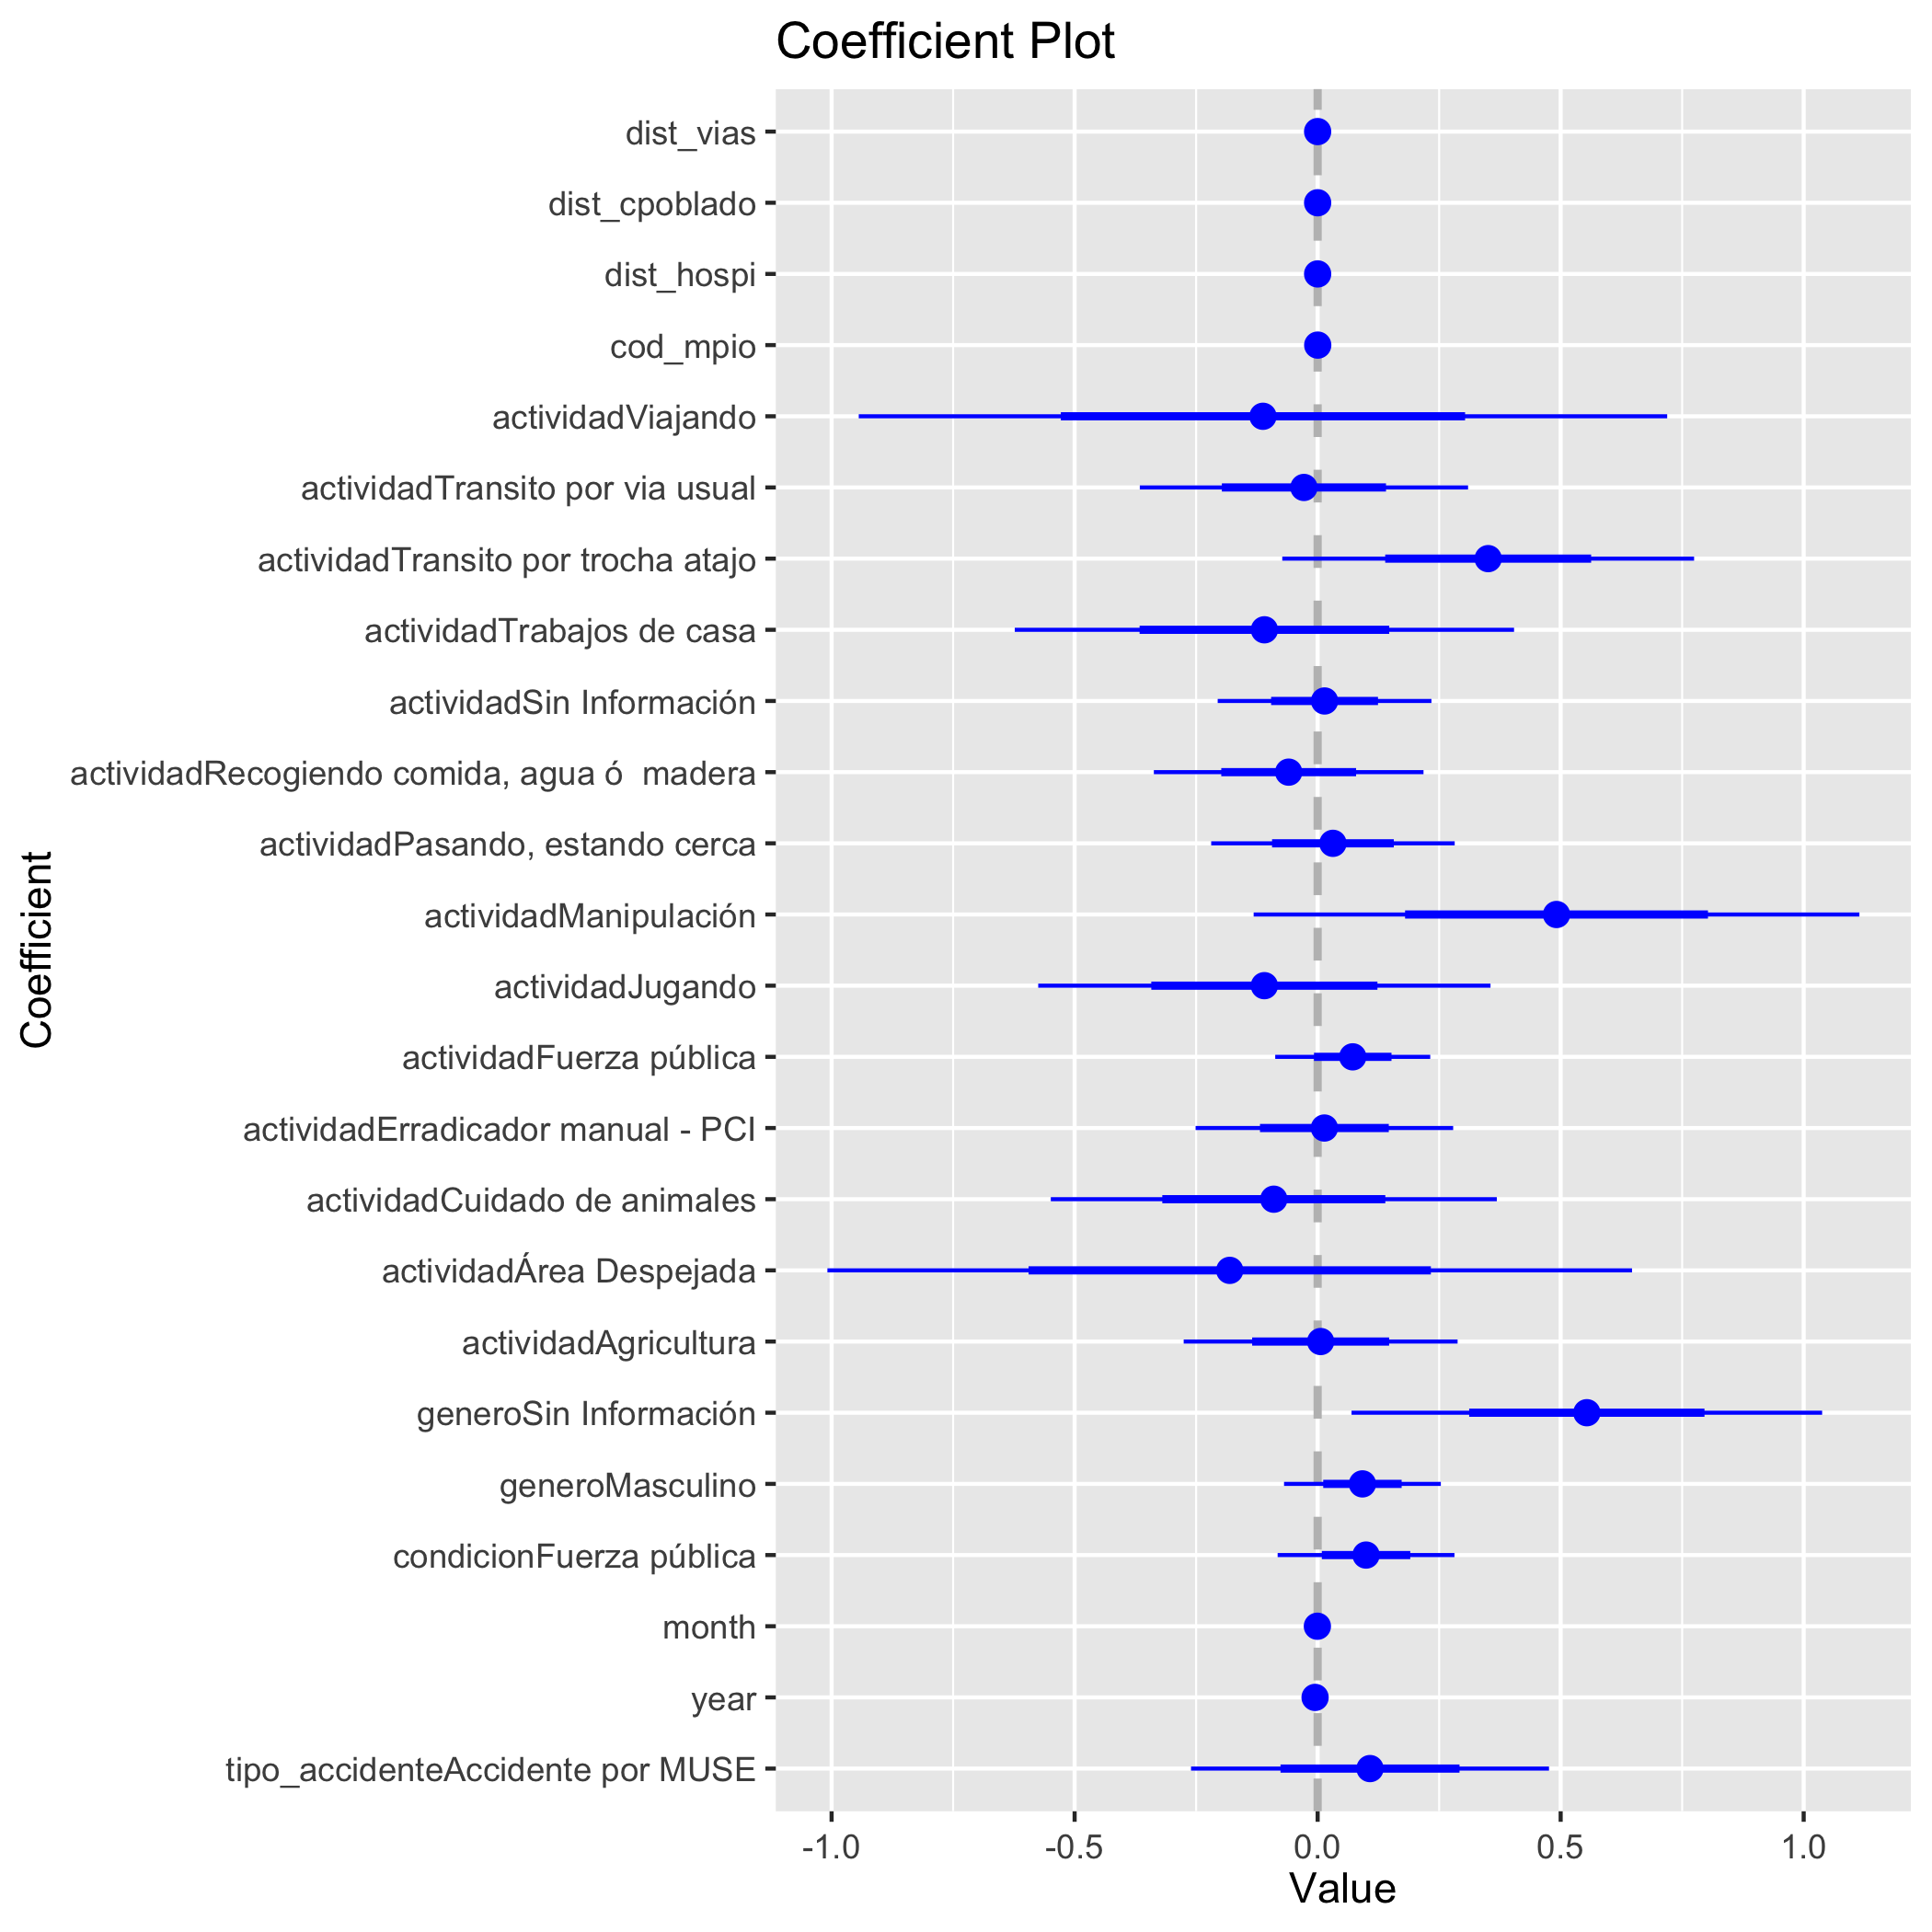 Coefficient Plot
dist_vias
dist_cpoblado
dist_hospi
cod_mpio
actividadViajando
actividadTransito por via usual
actividadTransito por trocha atajo
actividadTrabajos de casa
actividadSin Información
actividadRecogiendo comida, agua ó  madera
actividadPasando, estando cerca
actividadManipulación
actividadJugando
actividadFuerza pública
actividadErradicador manual - PCI
actividadCuidado de animales
actividadÁrea Despejada
actividadAgricultura
generoSin Información
generoMasculino
condicionFuerza pública
month
year
tipo_accidenteAccidente por MUSE
Coefficient
-1.0 -0.5 0.0 0.5 1.0
Value